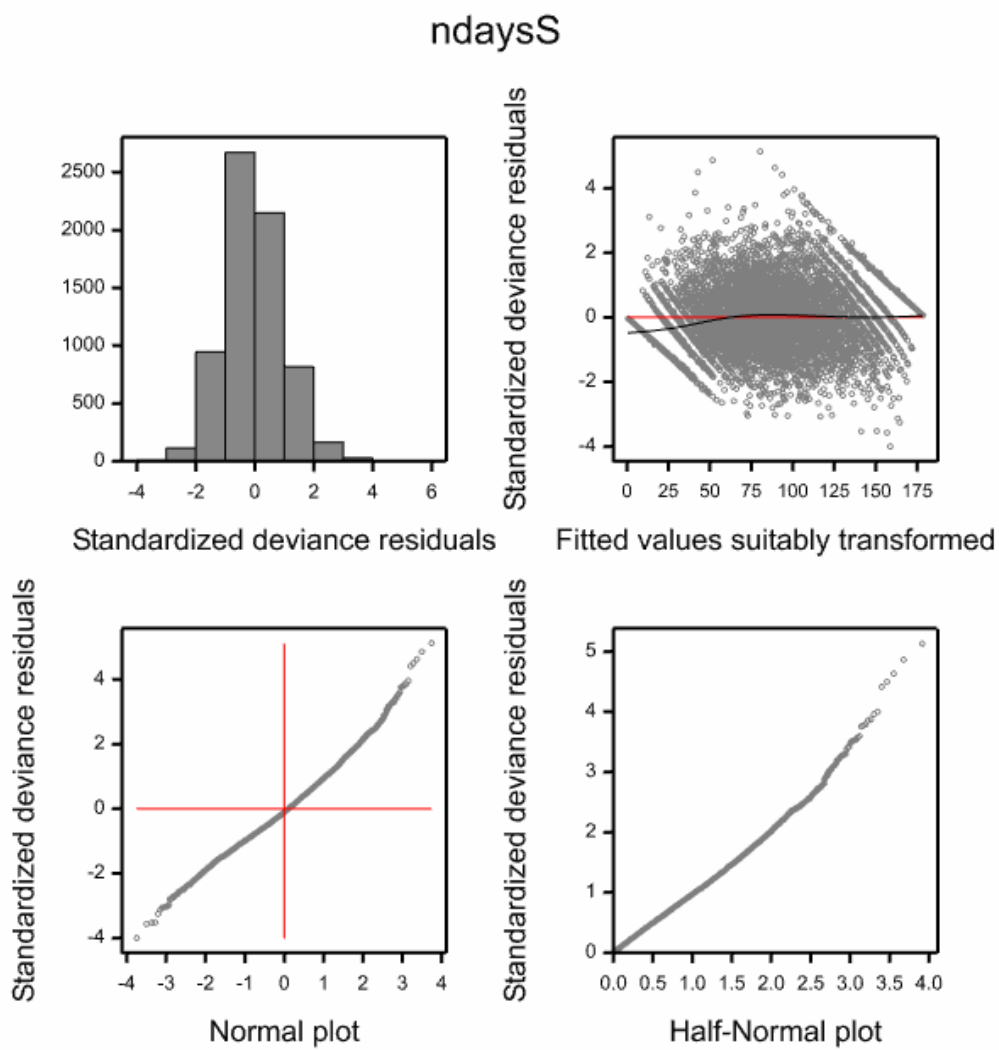 ndaysS
2500
2000
1500
1000
500
0
-4 -2 0 2 4 6
Standardized deviance residuals
Standardized deviance residuals
4
2
0
-2
-4
0 25 50 75 100 125 150 175
Fitted values suitably transformed
Standardized deviance residuals
4
2
0
-2
-4
-4 -3 -2 -1 0 1 2 3 4
Normal plot
Standardized deviance residuals
5
4
3
2
1
0
0.0 0.5 1.0 1.5 2.0 2.5 3.0 3.5 4.0
Half-Normal plot